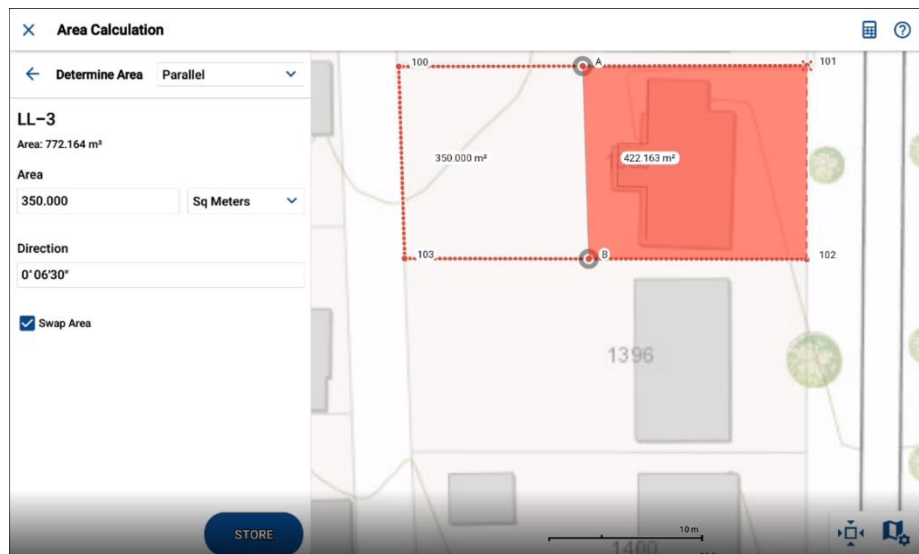 Area Calculation
Determine Area
Parallel
LL-3
Area: 772.164 m²
Area
350.000
Sq Meters
Direction
0°06'30"
Swap Area
STORE
100
A
101
350.000 m²
422.163 m²
103
B
102
1396
10 m
1400